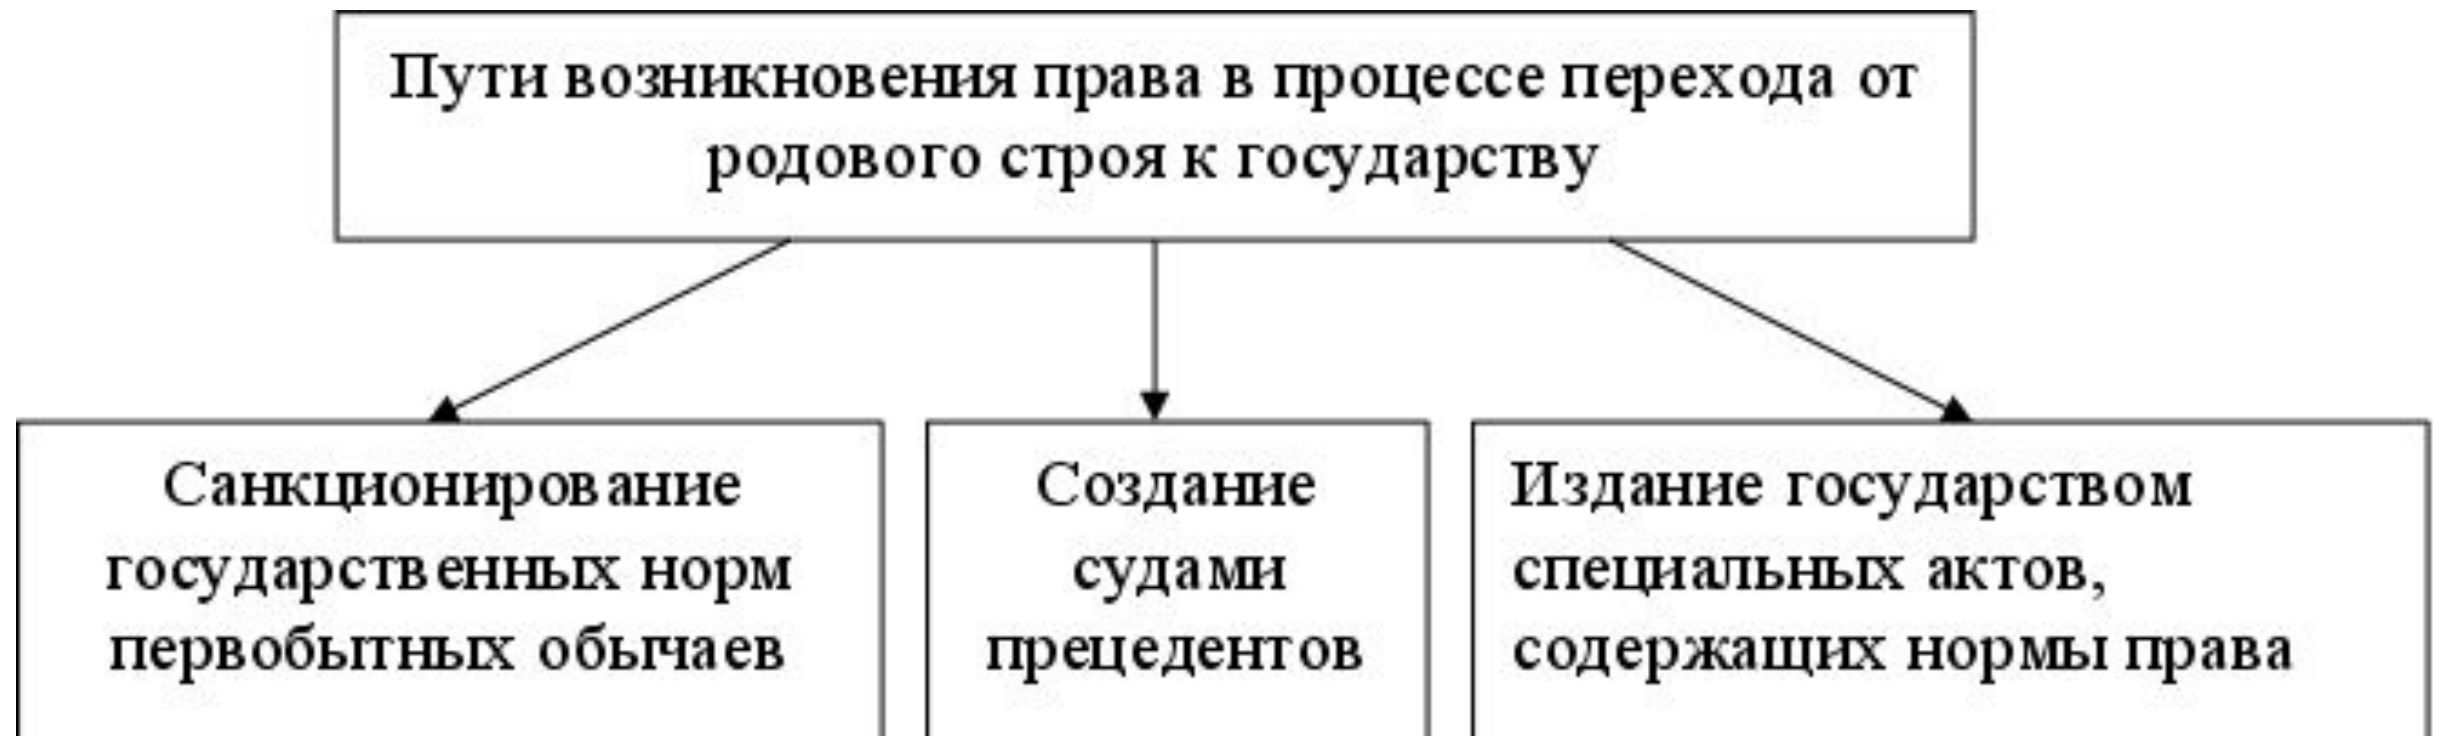 Пути возникновения права в процессе перехода от
родового строя к государству
Санкционирование
государственных норм
первобытных обычаев
Создание
судами
прецедентов
Издание государством
специальных актов,
содержащих нормы права